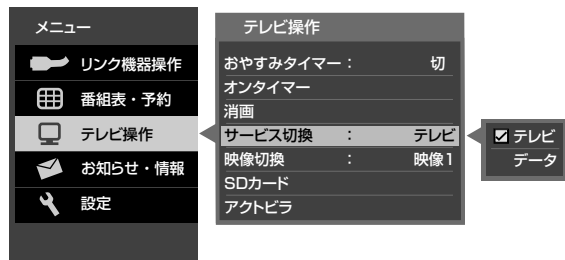 メニュー
リンク機器操作
番組表・予約
テレビ操作
お知らせ・情報
設定
テレビ操作
おやすみタイマー： 切
オンタイマー
消画
サービス切換 ： テレビ
映像切換 ： 映像1
SDカード
アクトビラ
テレビ
データ